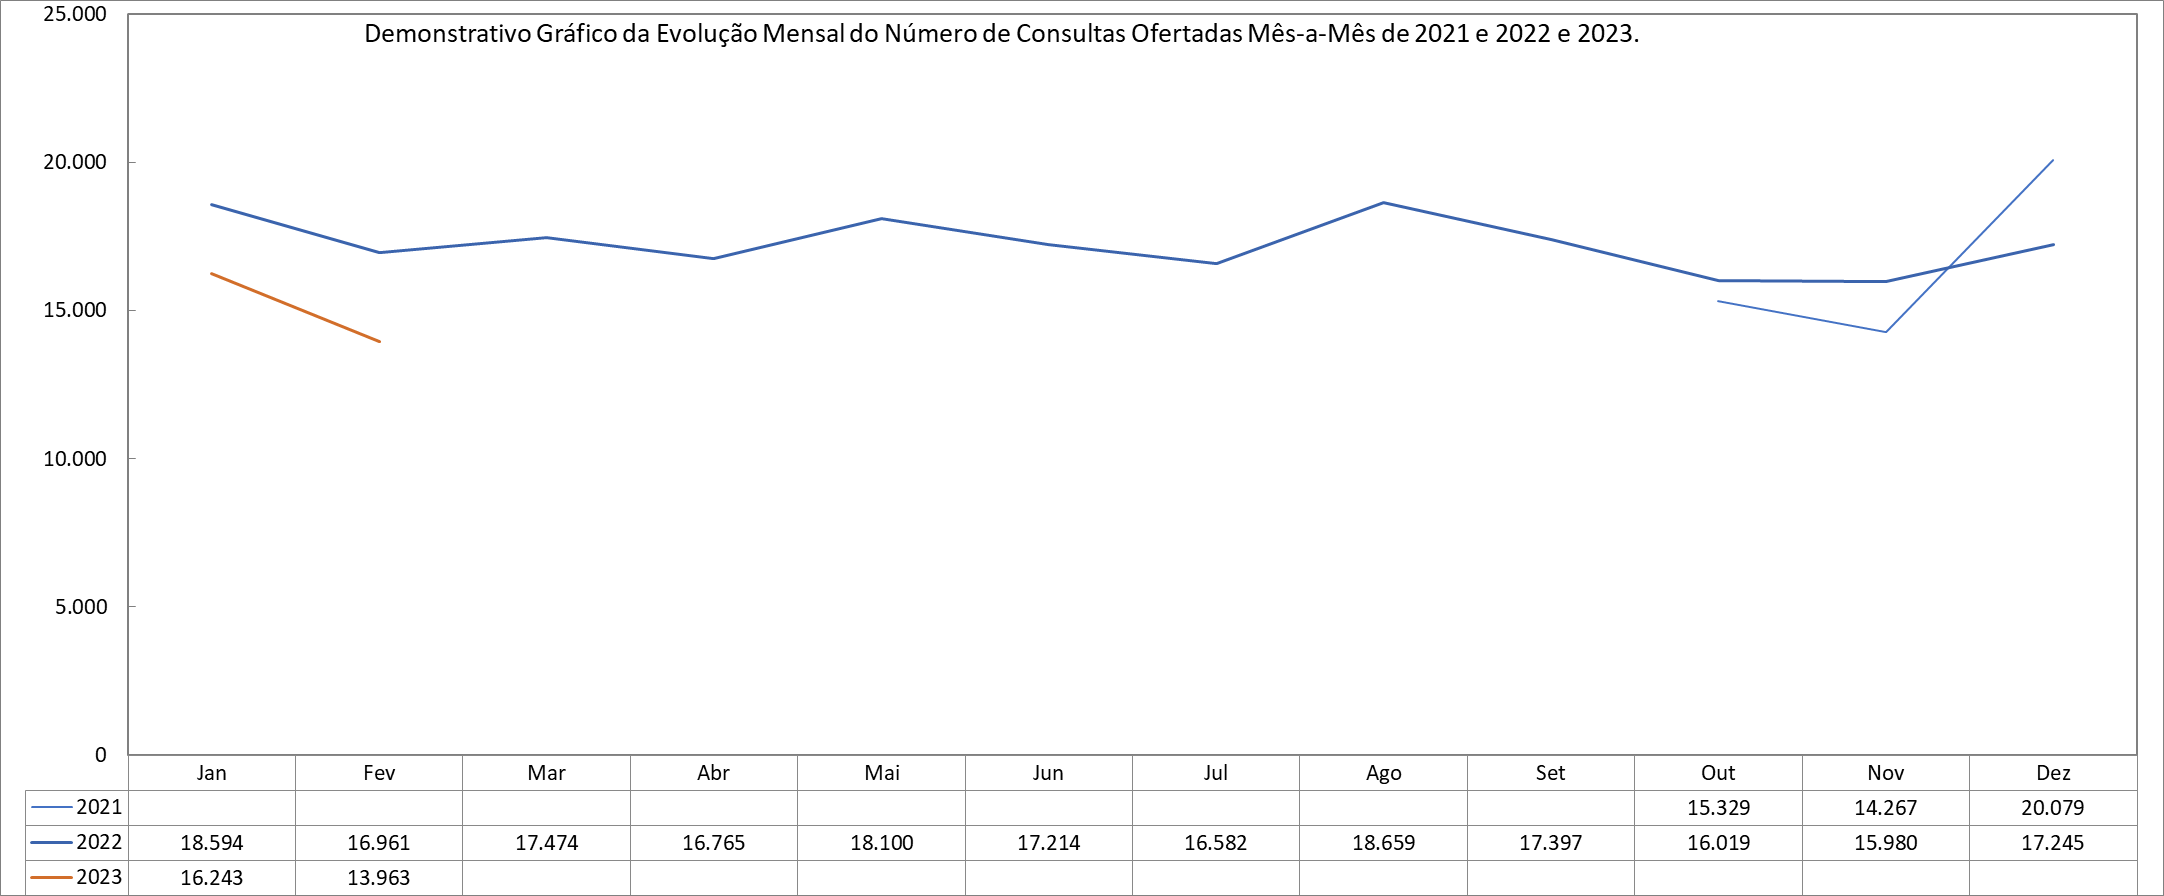 Demonstrativo Gráfico da Evolução Mensal do Número de Consultas Ofertadas Mês-a-Mês de 2021 e 2022 e 2023.
25.000
20.000
15.000
10.000
5.000
0
Jan Fev Mar Abr Mai Jun Jul Ago Set Out Nov Dez
2021 15.329 14.267 20.079
2022 18.594 16.961 17.474 16.765 18.100 17.214 16.582 18.659 17.397 16.019 15.980 17.245
2023 16.243 13.963